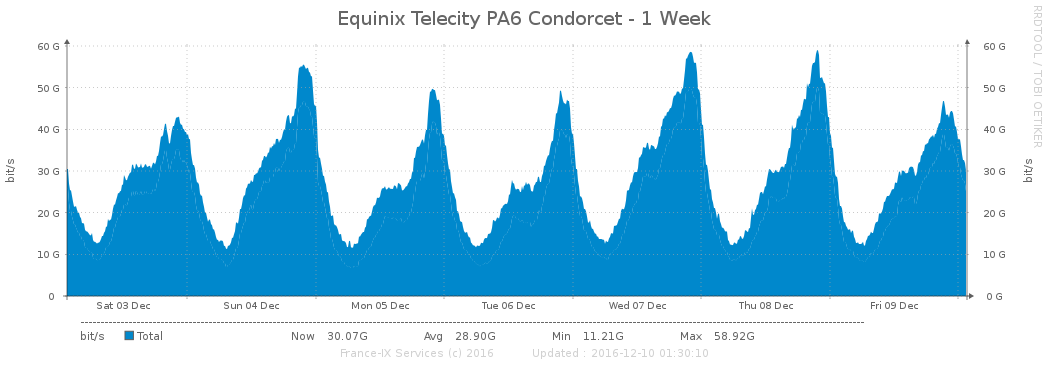 Equinix Telecity PA6 Condorcet - 1 Week
RRDTOOL / TOBI OETIKER
60 G 60 G
50 G 50 G
40 G 40 G
30 G 30 G
20 G 20 G
10 G 10 G
0 0 G
bit/s
bit/s
Sat 03 Dec Sun 04 Dec Mon 05 Dec Tue 06 Dec Wed 07 Dec Thu 08 Dec Fri 09 Dec
bit/s Total Now 30.07G Avg 28.90G Min 11.21G Max 58.92G
France-IX Services (c) 2016 Updated : 2016-12-10 01:30:10